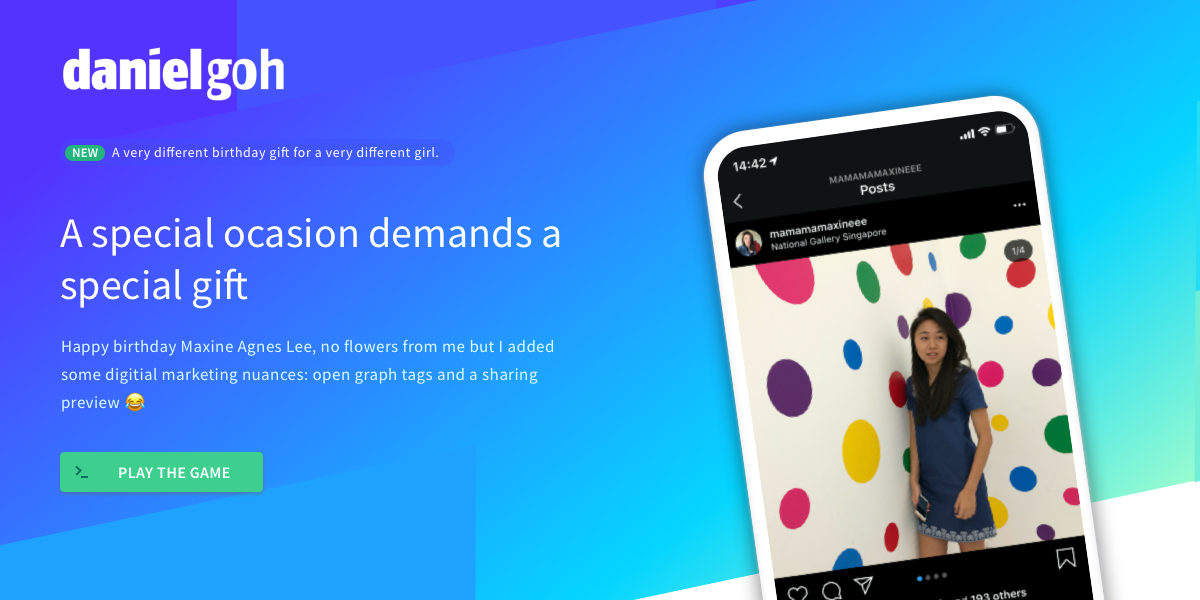 danielgoh
NEW A very different birthday gift for a very different girl.
A special ocasion demands a
special gift
Happy birthday Maxine Agnes Lee, no flowers from me but I added
some digitial marketing nuances: open graph tags and a sharing
preview 😂
PLAY THE GAME
14:42
MAMAMAMAXINEEE
Posts
mamamamaxineee
National Gallery Singapore
1/4
193 others